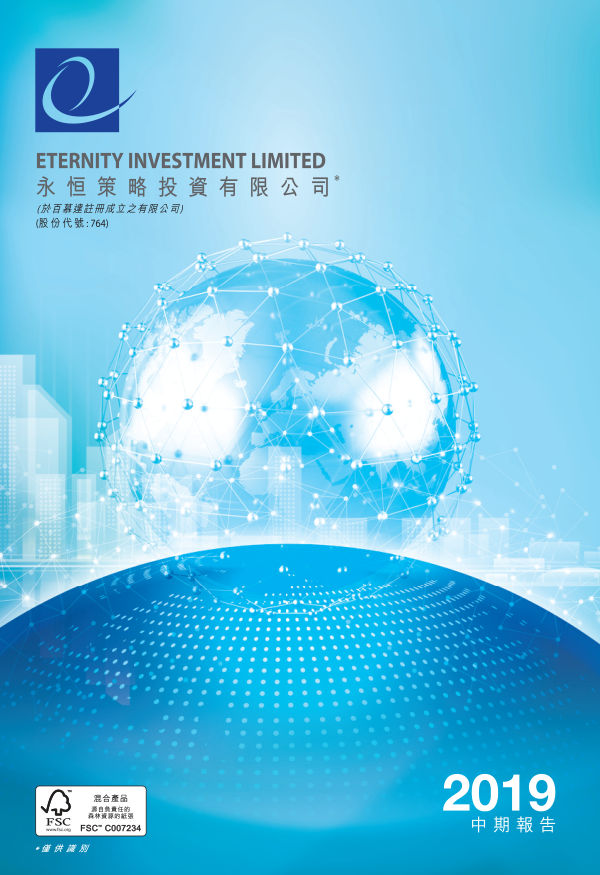 ETERNITY INVESTMENT LIMITED
永恒策略投資有限公司*
(於百慕達註冊成立之有限公司)
(股份代號 : 764)
2019
中期報告
FSC
www.fsc.org
混合產品
源自負責任的
森林資源的紙張
FSC™ C007234
*僅供識別